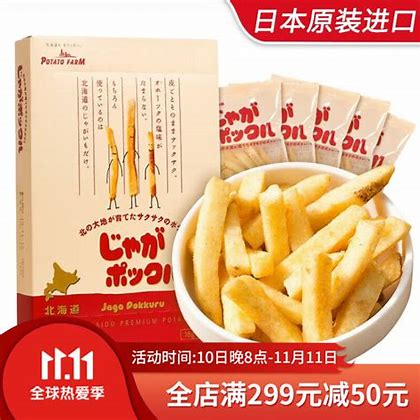 日本原装进口
POTATO FARM
じゃがポックル
皮ごとそのままサクサク。
オホーツクの塩味が
たまらない。
もちろん
使っているのは
北海道のじゃがいもだけ。
北の大地が育てたサクサクのポ
じゃが
ポックル
北海道
Jaga Pokkuru
IDO PREMIUM POTA
11.11
全球热爱季
活动时间:10日晚8点-11月11日
全店满299元减50元